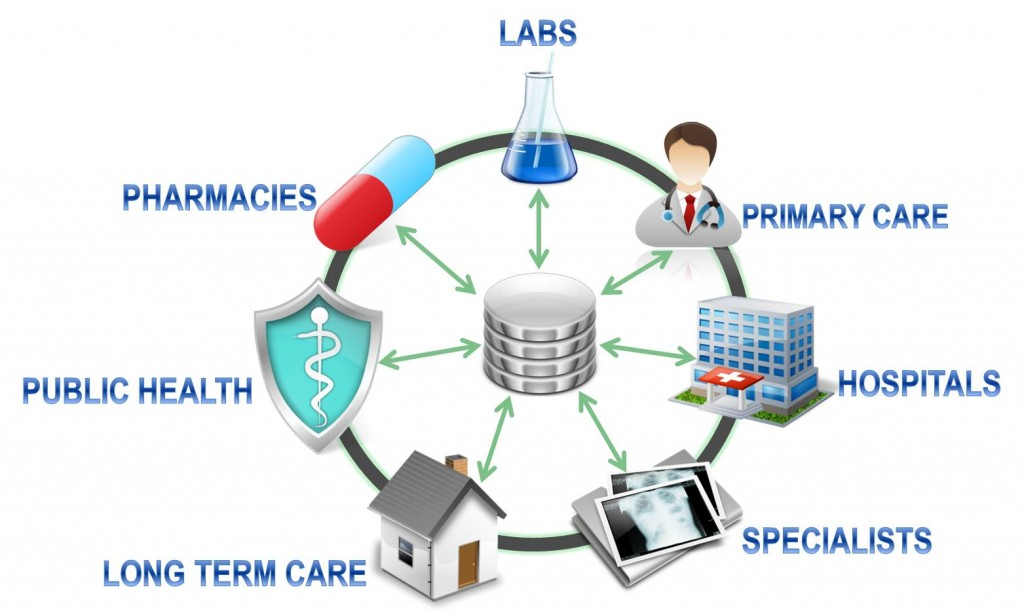 LABS
PHARMACIES
PRIMARY CARE
PUBLIC HEALTH
HOSPITALS
SPECIALISTS
LONG TERM CARE